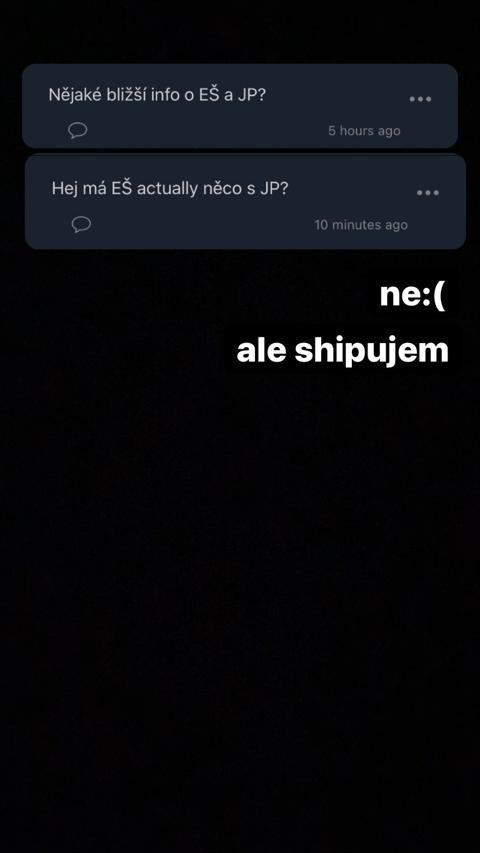 Nějaké bližší info o EŠ a JP?
5 hours ago
Hej má EŠ actually něco s JP?
10 minutes ago
ne:(
ale shipujem